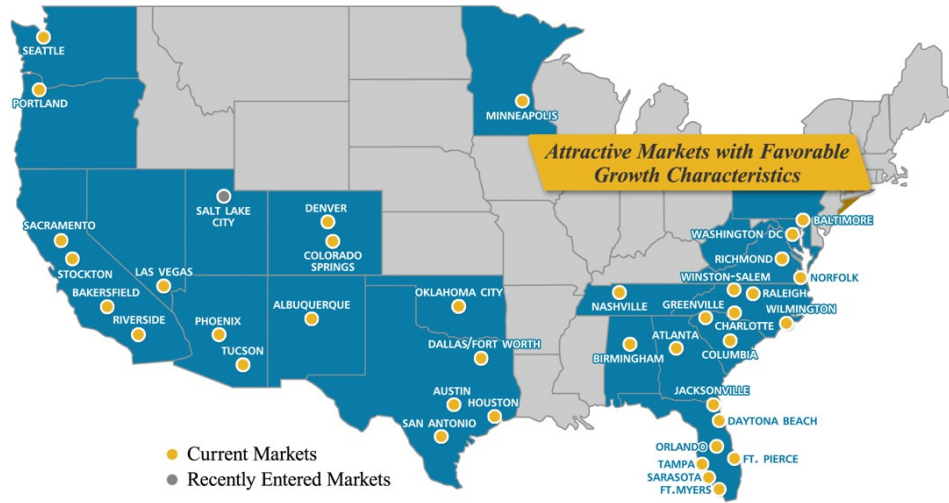 SEATTLE
PORTLAND
MINNEAPOLIS
Attractive Markets with Favorable
Growth Characteristics
SALT LAKE
CITY
DENVER
COLORADO
SPRINGS
SACRAMENTO
STOCKTON
BAKERSFIELD
RIVERSIDE
LAS VEGAS
PHOENIX
TUCSON
ALBUQUERQUE
OKLAHOMA CITY
DALLAS/FORT WORTH
AUSTIN
HOUSTON
SAN ANTONIO
BALTIMORE
WASHINGTON DC
RICHMOND
NORFOLK
WINSTON-SALEM
RALEIGH
NASHVILLE
GREENVILLE
WILMINGTON
CHARLOTTE
COLUMBIA
ATLANTA
BIRMINGHAM
JACKSONVILLE
DAYTONA BEACH
ORLANDO
FT. PIERCE
TAMPA
SARASOTA
FT.MYERS
Current Markets
Recently Entered Markets